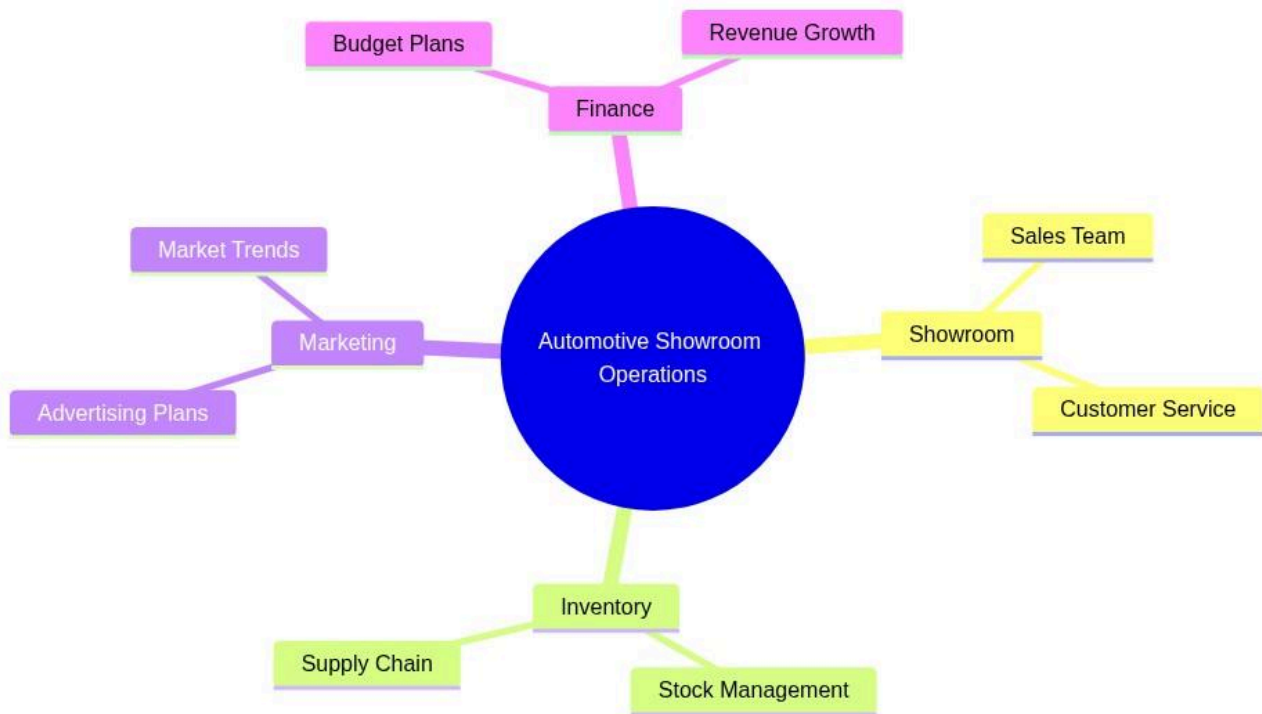 Revenue Growth
Budget Plans
Finance
Sales Team
Market Trends
Showroom
Marketing
Automotive Showroom
Operations
Customer Service
Advertising Plans
Inventory
Supply Chain
Stock Management